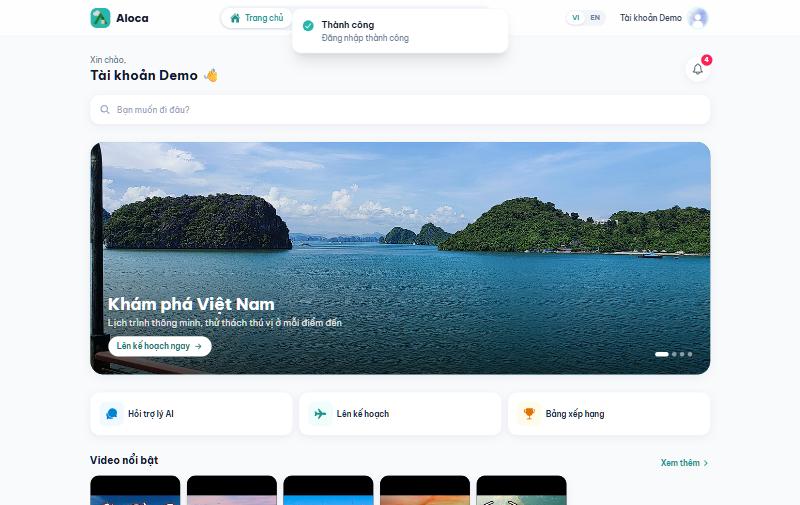 Aloca
Trang chủ
Thành công
Đăng nhập thành công
VI EN
Tài khoản Demo
Xin chào,
Tài khoản Demo 👋
4
Bạn muốn đi đâu?
Khám phá Việt Nam
Lịch trình thông minh, thử thách thú vị ở mỗi điểm đến
Lên kế hoạch ngay →
Hỏi trợ lý AI
Lên kế hoạch
Bảng xếp hạng
Video nổi bật
Xem thêm >